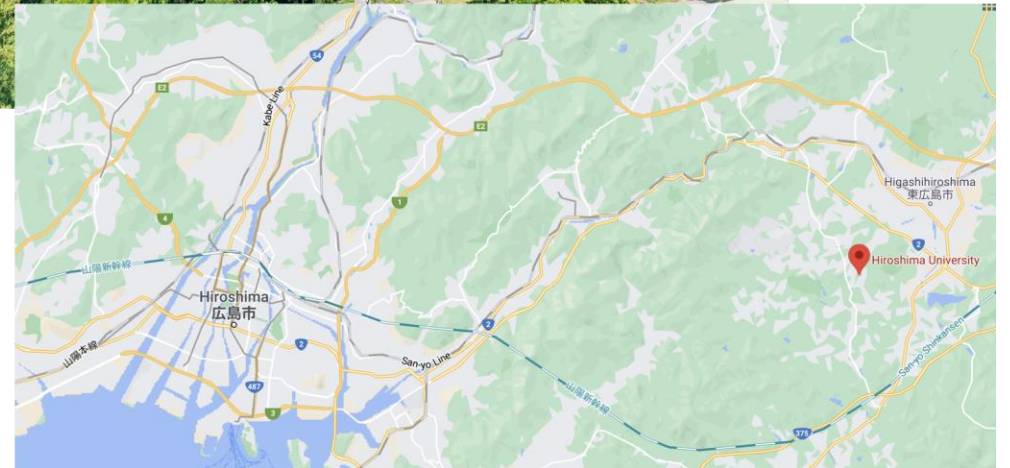 54
E2
Kabe Line
E2
Higashihiroshima
東広島市
1
4
2
Hiroshima University
山陽新幹線
Hiroshima
広島市
2
San-yo Shinkansen
2
山陽本線
San-yo Line
山陽新幹線
487
3
375